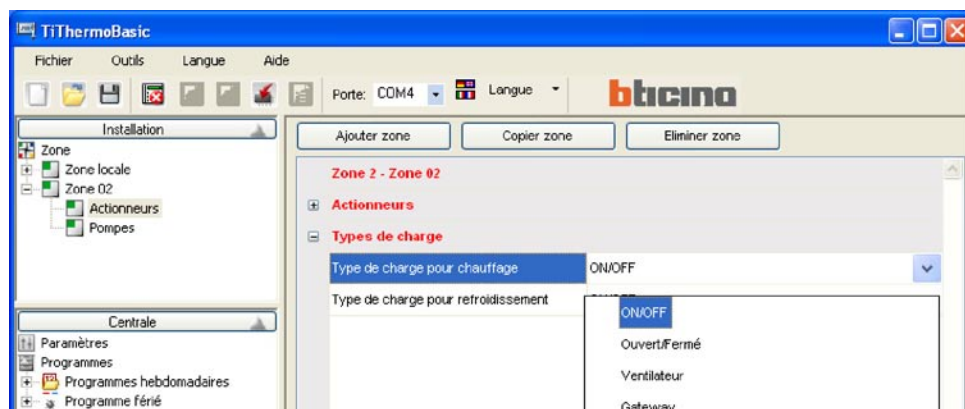 TiThermoBasic
Fichier Outils Langue Aide
Porte: COM4 Langue
bticino
Installation
Zone
Zone locale
Zone 02
Actionneurs
Pompes
Centrale
Paramètres
Programmes
Programmes hebdomadaires
Programme férié
Ajouter zone Copier zone Eliminer zone
Zone 2 - Zone 02
Actionneurs
Types de charge
Type de charge pour chauffage ON/OFF
Type de charge pour refroidissement
ON/OFF
Ouvert/Fermé
Ventilateur
Gateway